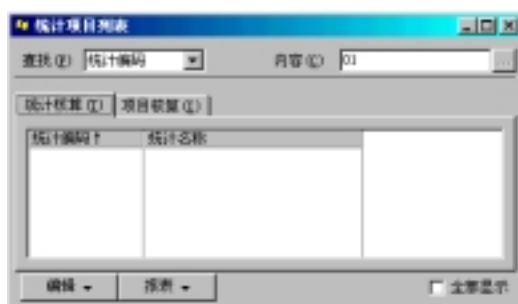 统计项目列表
查找(F) 统计编码 内容(C) 01 ...
统计核算(T) 项目核算(L)
统计编码↑ 统计名称
编辑 报表 全部显示